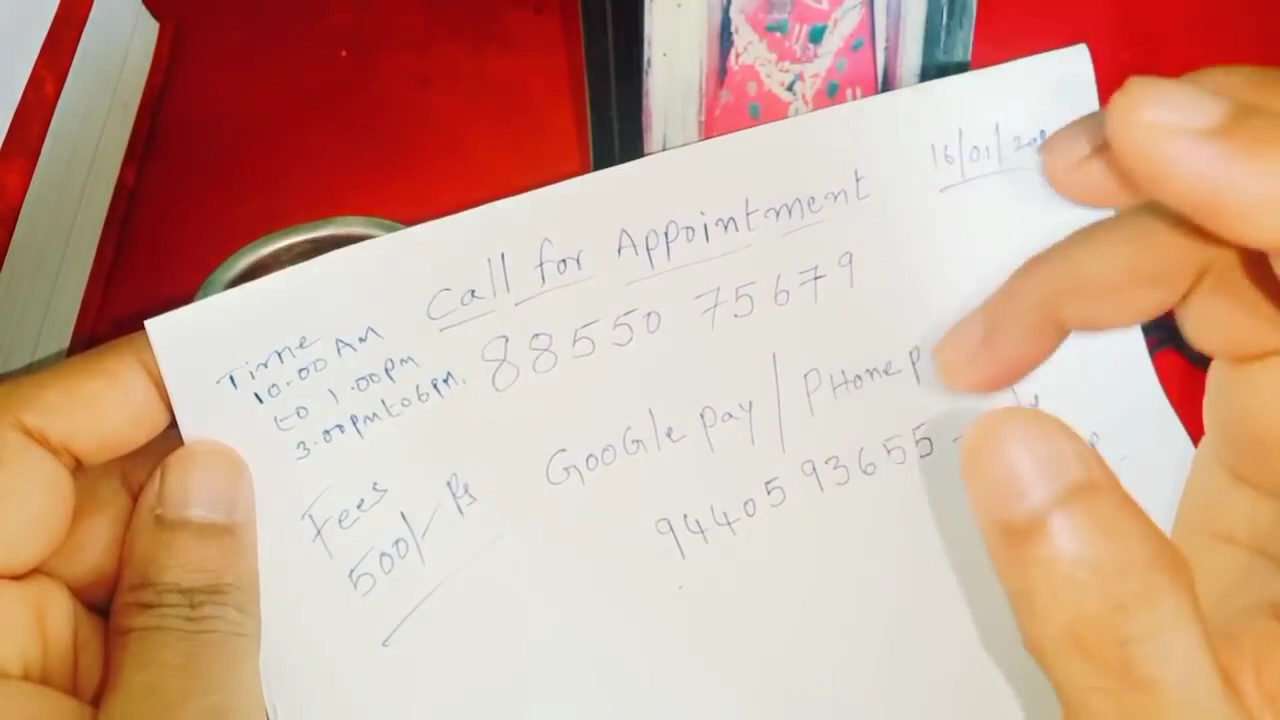 16/01/
Call for Appointment
88550 75679
Time
10.00 AM
to 1.00pm
3.00pm to 6pm.
Google pay / PHone P
94405 93655 -
Fees
500/- Rs